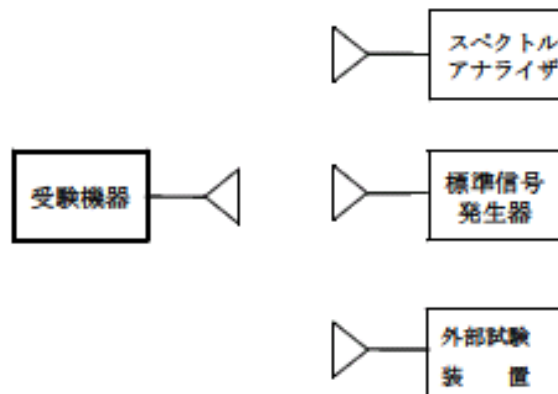 スペクトル
アナライザ
受験機器
標準信号
発生器
外部試験
装　置